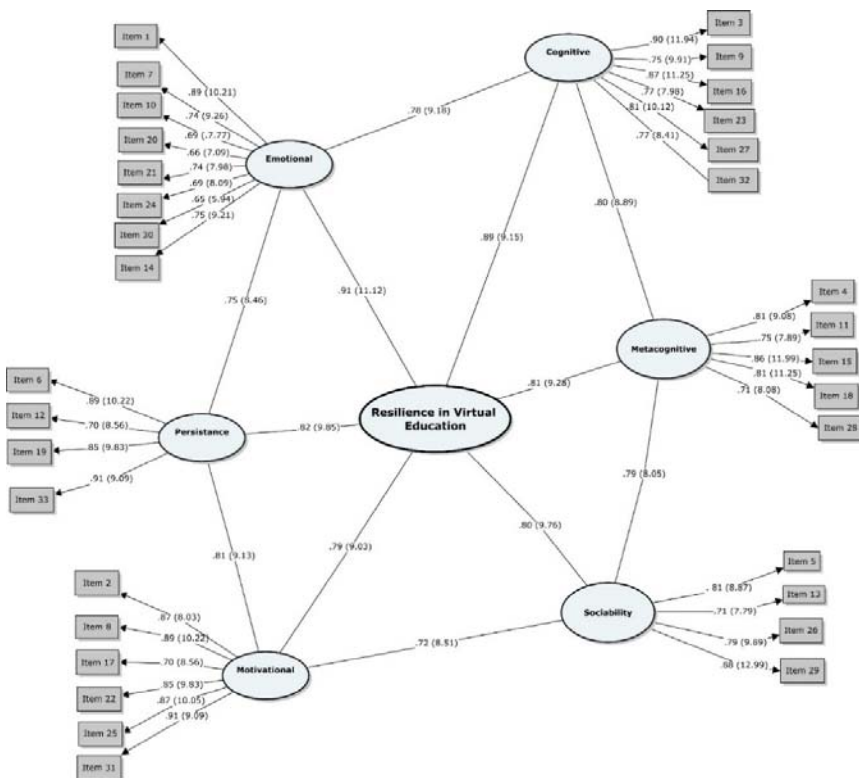 Item 1
Item 7
Item 10
Item 20
Item 21
Item 24
Item 30
Item 14
.89 (10.21)
.74 (9.26)
.69 (.7.77)
.66 (7.09)
.74 (7.98)
.69 (8.09)
.65 (5.94)
.75 (9.21)
Emotional
.78 (9.18)
Cognitive
.90 (11.94)
.75 (9.91)
.87 (11.25)
.77 (7.98)
.81 (10.12)
.77 (8.41)
Item 3
Item 9
Item 16
Item 23
Item 27
Item 32
.80 (8.89)
.89 (9.15)
.91 (11.12)
.75 (8.46)
Metacognitive
.81 (9.08)
.75 (7.89)
.86 (11.99)
.81 (11.25)
.71 (8.08)
Item 4
Item 11
Item 15
Item 18
Item 28
.81 (9.28)
Resilience in Virtual
Education
.82 (9.85)
Persistance
Item 6
Item 12
Item 19
Item 33
.89 (10.22)
.70 (8.56)
.85 (9.83)
.91 (9.09)
.79 (8.05)
.80 (9.76)
.79 (9.03)
.81 (9.13)
Sociability
.81 (8.87)
.71 (7.79)
.79 (9.89)
.88 (12.99)
Item 5
Item 13
Item 26
Item 29
.72 (8.51)
Motivational
Item 2
Item 8
Item 17
Item 22
Item 25
Item 31
.87 (8.03)
.89 (10.22)
.70 (8.56)
.85 (9.83)
.87 (10.05)
.91 (9.09)